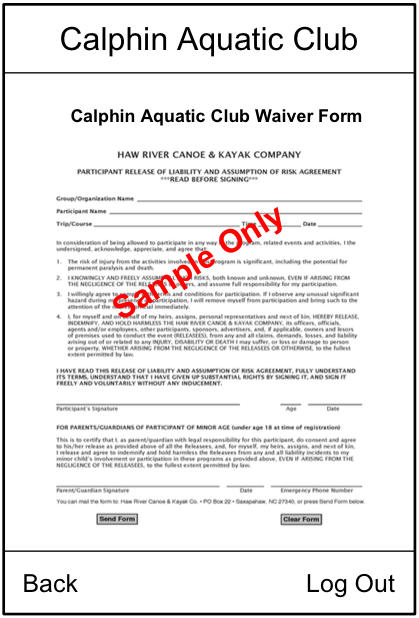 Calphin Aquatic Club
Calphin Aquatic Club Waiver Form
HAW RIVER CANOE & KAYAK COMPANY
PARTICIPANT RELEASE OF LIABILITY AND ASSUMPTION OF RISK AGREEMENT
***READ BEFORE SIGNING***
Group/Organization Name
Participant Name
Trip/Course Time Date
Sample Only
In consideration of being allowed to participate in any way program, related events and activities, I the
undersigned, acknowledge, appreciate, and agree that:
1. The risk of injury from the activities involved program is significant, including the potential for
permanent paralysis and death.
2. I KNOWINGLY AND FREELY ASSUME RISKS, both known and unknown, EVEN IF ARISING FROM
THE NEGLIGENCE OF THE or others, and assume full responsibility for my participation.
3. I willingly agree to and conditions for participation. If I observe any unusual significant
hazard during my participation, I will remove myself from participation and bring such to the
attention of the immediately.
4. I, for myself and on behalf of my heirs, assigns, personal representatives and next of kin, HEREBY RELEASE,
INDEMNIFY, AND HOLD HARMLESS THE HAW RIVER CANOE & KAYAK COMPANY, its officers, officials,
agents and/or employees, other participants, sponsors, advertisers, and, if applicable, owners and lessors
of premises used to conduct the event (RELEASEES), from any and all claims, demands, losses, and liability
arising out of or related to any INJURY, DISABILITY OR DEATH I may suffer, or loss or damage to person
or property, WHETHER ARISING FROM THE NEGLIGENCE OF THE RELEASEES OR OTHERWISE, to the fullest
extent permitted by law.
I HAVE READ THIS RELEASE OF LIABILITY AND ASSUMPTION OF RISK AGREEMENT, FULLY UNDERSTAND
ITS TERMS, UNDERSTAND THAT I HAVE GIVEN UP SUBSTANTIAL RIGHTS BY SIGNING IT, AND SIGN IT
FREELY AND VOLUNTARILY WITHOUT ANY INDUCEMENT.
Participant's Signature Age Date
FOR PARENTS/GUARDIANS OF PARTICIPANT OF MINOR AGE (under age 18 at time of registration)
This is to certify that I, as parent/guardian with legal responsibility for this participant, do consent and agree
to his/her release as provided above of all the Releasees, and, for myself, my heirs, assigns, and next of kin,
I release and agree to indemnify and hold harmless the Releasees from any and all liability incidents to my
minor child's involvement or participation in these programs as provided above, EVEN IF ARISING FROM THE
NEGLIGENCE OF THE RELEASEES, to the fullest extent permitted by law.
Parent/Guardian Signature Date Emergency Phone Number
You can mail the form to: Haw River Canoe & Kayak Co. • PO Box 22 • Saxapahaw, NC 27340, or press Send Form below.
Send Form Clear Form
Back Log Out